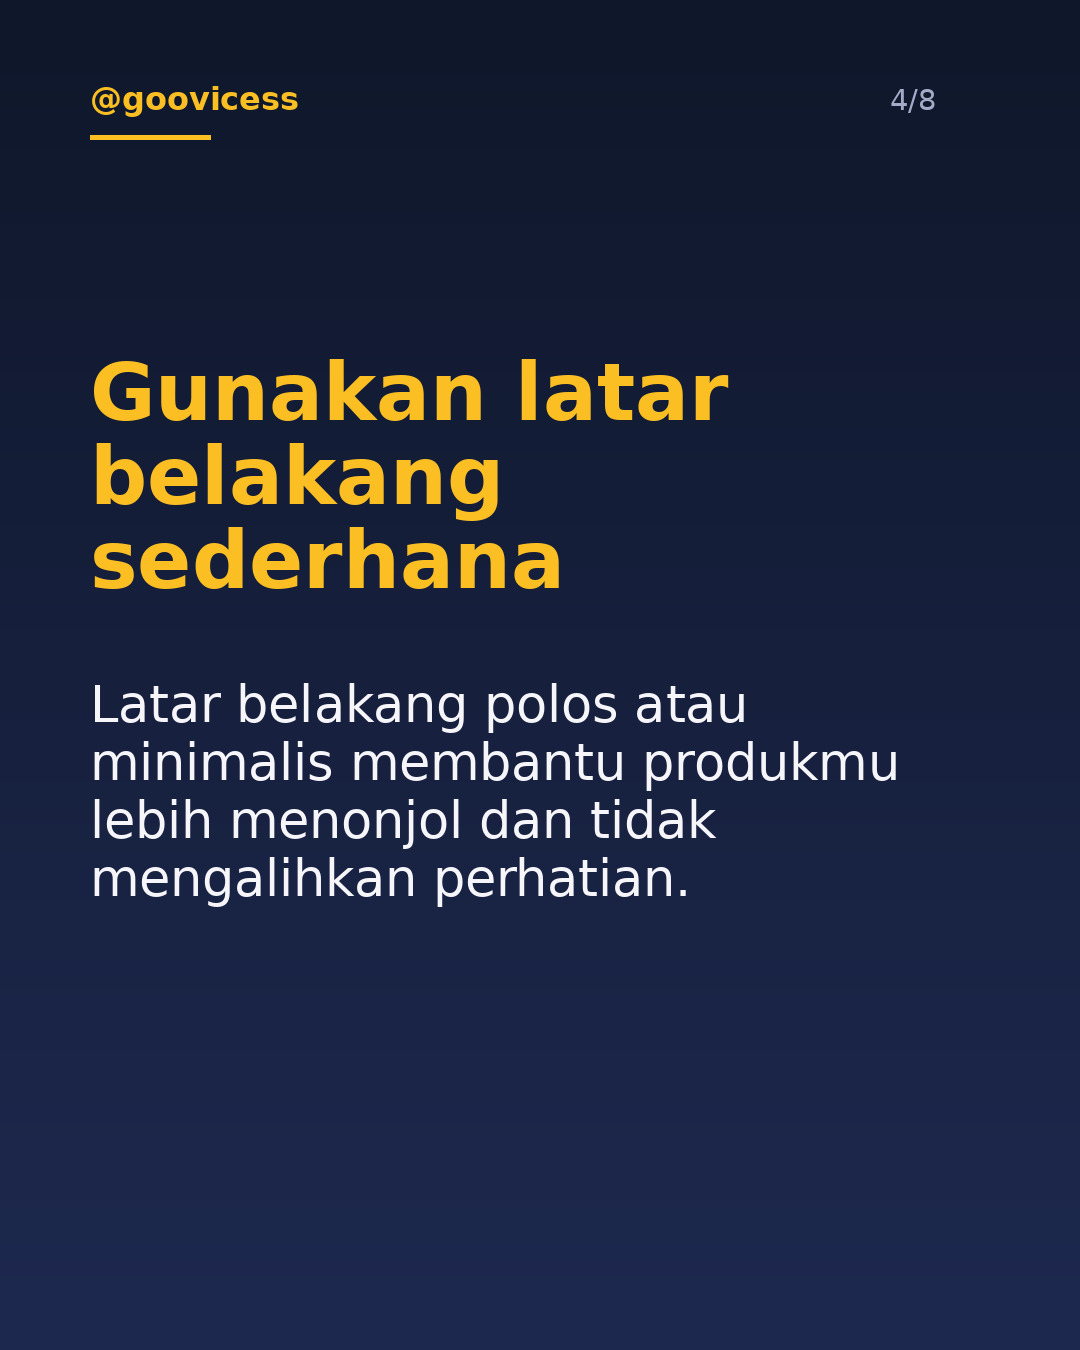 @goovicess
4/8
Gunakan latar
belakang
sederhana
Latar belakang polos atau
minimalis membantu produkmu
lebih menonjol dan tidak
mengalihkan perhatian.